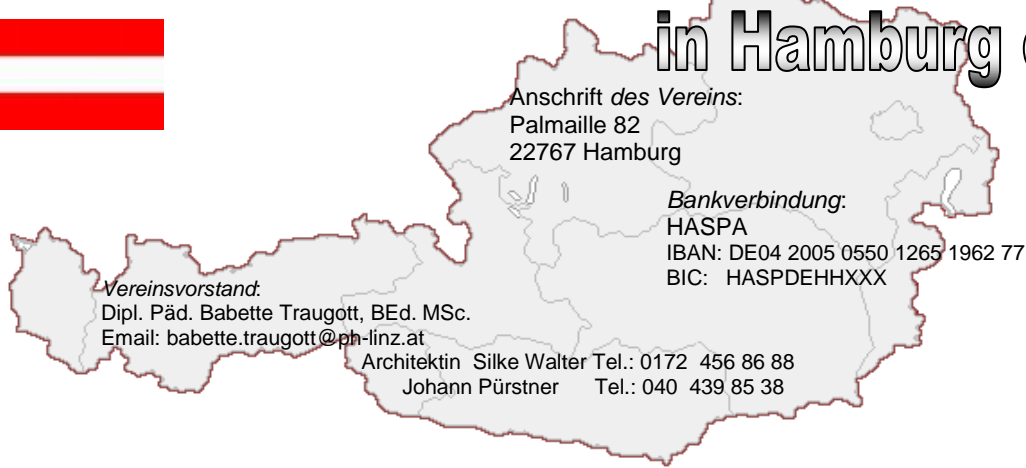 in Hamburg
Anschrift des Vereins:
Palmaille 82
22767 Hamburg
Bankverbindung:
HASPA
IBAN: DE04 2005 0550 1265 1962 77
BIC: HASPDEHHXXX
Vereinsvorstand:
Dipl. Päd. Babette Traugott, BEd. MSc.
Email: babette.traugott@ph-linz.at
Architektin Silke Walter Tel.: 0172 456 86 88
Johann Pürstner Tel.: 040 439 85 38